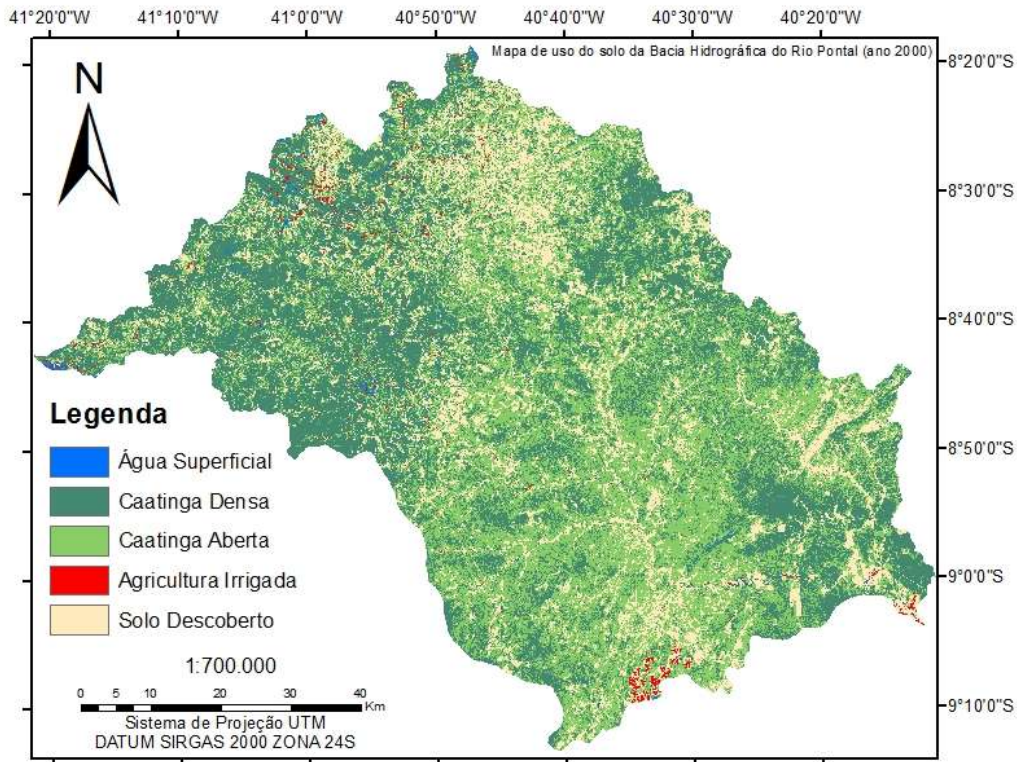 41°20'0"W 41°10'0"W 41°0'0"W 40°50'0"W 40°40'0"W 40°30'0"W 40°20'0"W
Mapa de uso do solo da Bacia Hidrográfica do Rio Pontal (ano 2000)
N
8°20'0"S
8°30'0"S
8°40'0"S
8°50'0"S
9°0'0"S
9°10'0"S
Legenda
Água Superficial
Caatinga Densa
Caatinga Aberta
Agricultura Irrigada
Solo Descoberto
1:700.000
0 5 10 20 30 40
Km
Sistema de Projeção UTM
DATUM SIRGAS 2000 ZONA 24S